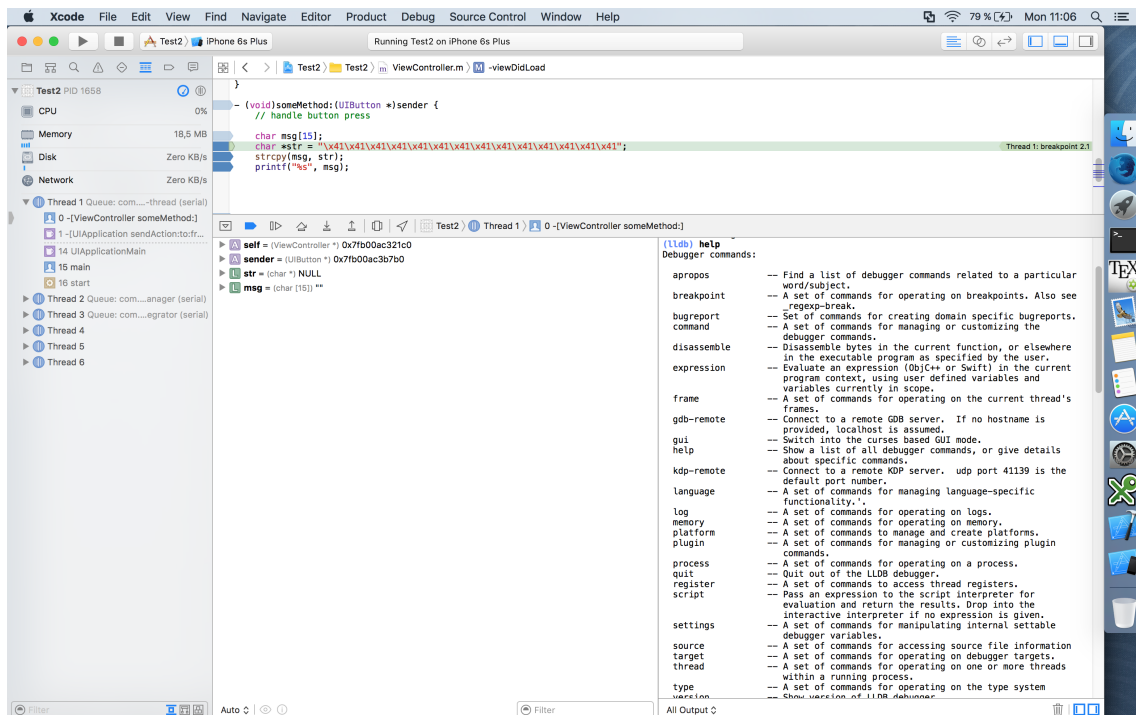 Xcode File Edit View Find Navigate Editor Product Debug Source Control Window Help 79 % Mon 11:06
Test2 iPhone 6s Plus Running Test2 on iPhone 6s Plus
Test2 Test2 ViewController.m M -viewDidLoad
Test2 PID 1658
CPU 0%
Memory 18,5 MB
Disk Zero KB/s
Network Zero KB/s
Thread 1 Queue: com....-thread (serial)
0 -[ViewController someMethod:]
1 -[UIApplication sendAction:to:fr...
14 UIApplicationMain
15 main
16 start
Thread 2 Queue: com....anager (serial)
Thread 3 Queue: com....egrator (serial)
Thread 4
Thread 5
Thread 6
Filter
}
- (void)someMethod:(UIButton *)sender {
// handle button press
char msg[15];
char *str = "\x41\x41\x41\x41\x41\x41\x41\x41\x41\x41\x41\x41\x41\x41\x41\x41"; Thread 1: breakpoint 2.1
strcpy(msg, str);
printf("%s", msg);
Test2 Thread 1 0 -[ViewController someMethod:]
A self = (ViewController *) 0x7fb00ac321c0
A sender = (UIButton *) 0x7fb00ac3b7b0
L str = (char *) NULL
L msg = (char [15]) ""
Auto Filter
(lldb) help
Debugger commands:
apropos -- Find a list of debugger commands related to a particular
word/subject.
breakpoint -- A set of commands for operating on breakpoints. Also see
_regexp-break.
bugreport -- Set of commands for creating domain specific bugreports.
command -- A set of commands for managing or customizing the
debugger commands.
disassemble -- Disassemble bytes in the current function, or elsewhere
in the executable program as specified by the user.
expression -- Evaluate an expression (ObjC++ or Swift) in the current
program context, using user defined variables and
variables currently in scope.
frame -- A set of commands for operating on the current thread's
frames.
gdb-remote -- Connect to a remote GDB server. If no hostname is
provided, localhost is assumed.
gui -- Switch into the curses based GUI mode.
help -- Show a list of all debugger commands, or give details
about specific commands.
kdp-remote -- Connect to a remote KDP server. udp port 41139 is the
default port number.
language -- A set of commands for managing language-specific
functionality.'.
log -- A set of commands for operating on logs.
memory -- A set of commands for operating on memory.
platform -- A set of commands to manage and create platforms.
plugin -- A set of commands for managing or customizing plugin
commands.
process -- A set of commands for operating on a process.
quit -- Quit out of the LLDB debugger.
register -- A set of commands to access thread registers.
script -- Pass an expression to the script interpreter for
evaluation and return the results. Drop into the
interactive interpreter if no expression is given.
settings -- A set of commands for manipulating internal settable
debugger variables.
source -- A set of commands for accessing source file information
target -- A set of commands for operating on debugger targets.
thread -- A set of commands for operating on one or more threads
within a running process.
type -- A set of commands for operating on the type system
version -- Show version of LLDB debugger.
All Output
TEX